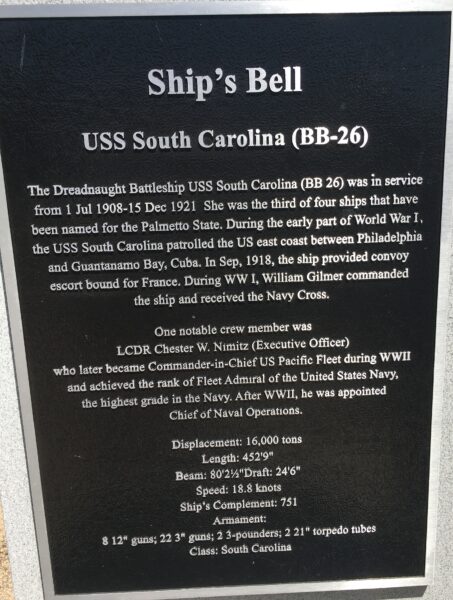 Ship's Bell
USS South Carolina (BB-26)
The Dreadnaught Battleship USS South Carolina (BB 26) was in service
from 1 Jul 1908-15 Dec 1921 She was the third of four ships that have
been named for the Palmetto State. During the early part of World War I,
the USS South Carolina patrolled the US east coast between Philadelphia
and Guantanamo Bay, Cuba. In Sep, 1918, the ship provided convoy
escort bound for France. During WW I, William Gilmer commanded
the ship and received the Navy Cross.
One notable crew member was
LCDR Chester W. Nimitz (Executive Officer)
who later became Commander-in-Chief US Pacific Fleet during WWII
and achieved the rank of Fleet Admiral of the United States Navy,
the highest grade in the Navy. After WWII, he was appointed
Chief of Naval Operations.
Displacement: 16,000 tons
Length: 452'9"
Beam: 80'2½"Draft: 24'6"
Speed: 18.8 knots
Ship's Complement: 751
Armament:
8 12" guns; 22 3" guns; 2 3-pounders; 2 21" torpedo tubes
Class: South Carolina